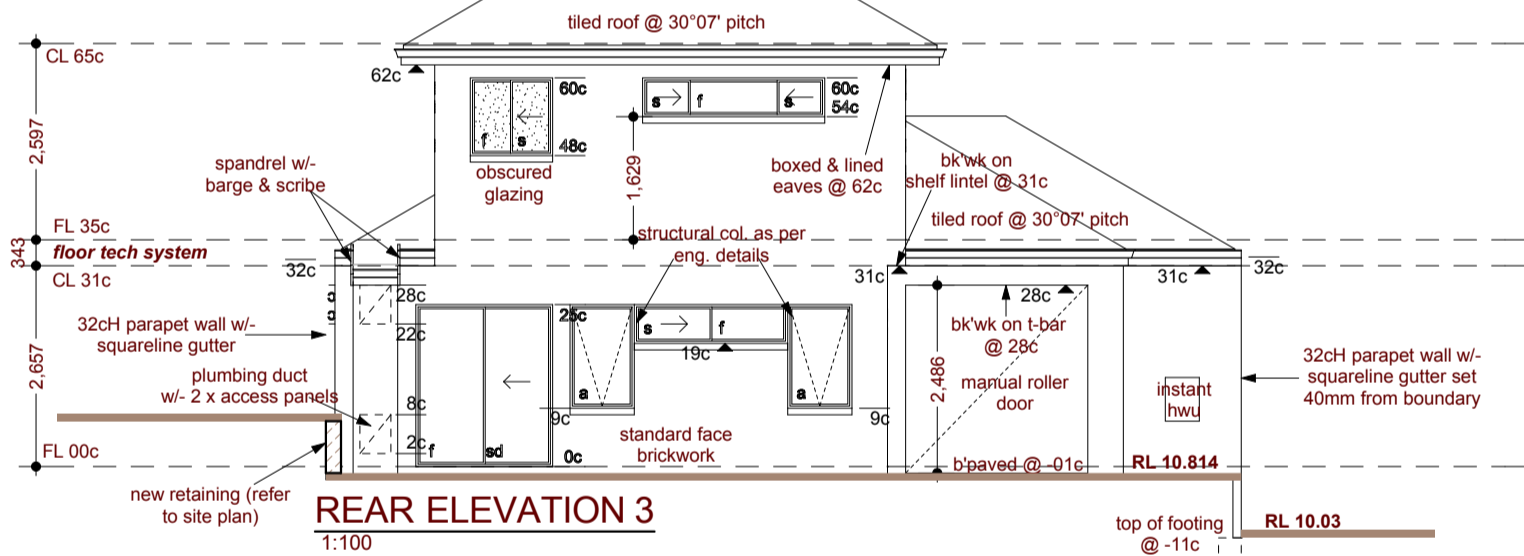 tiled roof @ 30°07' pitch
CL 65c
62c
60c
60c
s
f
s
54c
2,597
f
s
48c
spandrel w/-
barge & scribe
obscured
glazing
1,629
boxed & lined
eaves @ 62c
bk'wk on
shelf lintel @ 31c
FL 35c
tiled roof @ 30°07' pitch
structural col. as per
eng. details
343
floor tech system
32c
31c
31c
32c
CL 31c
28c
28c
25c
22c
s
f
19c
32cH parapet wall w/-
squareline gutter
bk'wk on t-bar
@ 28c
2,657
2,486
manual roller
door
instant
hwu
32cH parapet wall w/-
squareline gutter set
40mm from boundary
plumbing duct
w/- 2 x access panels
8c
a
a
9c
9c
standard face
brickwork
2c
f
sd
0c
FL 00c
b'paved @ -01c
RL 10.814
new retaining (refer
to site plan)
REAR ELEVATION 3
1:100
top of footing
@ -11c
RL 10.03